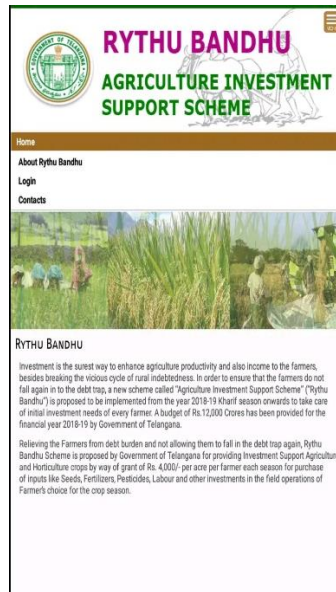 RYTHU BANDHU
AGRICULTURE INVESTMENT
SUPPORT SCHEME
GOVERNMENT OF TELANGANA
Home
About Rythu Bandhu
Login
Contacts
RYTHU BANDHU
Investment is the surest way to enhance agriculture productivity and also income to the farmers,
besides breaking the vicious cycle of rural indebtedness. In order to ensure that the farmers do not
fall again in to the debt trap, a new scheme called "Agriculture Investment Support Scheme" ("Rythu
Bandhu") is proposed to be implemented from the year 2018-19 Kharif season onwards to take care
of initial investment needs of every farmer. A budget of Rs.12,000 Crores has been provided for the
financial year 2018-19 by Government of Telangana.
Relieving the Farmers from debt burden and not allowing them to fall in the debt trap again, Rythu
Bandhu Scheme is proposed by Government of Telangana for providing Investment Support Agricultur
and Horticulture crops by way of grant of Rs. 4,000/- per acre per farmer each season for purchase
of inputs like Seeds, Fertilizers, Pesticides, Labour and other investments in the field operations of
Farmer's choice for the crop season.